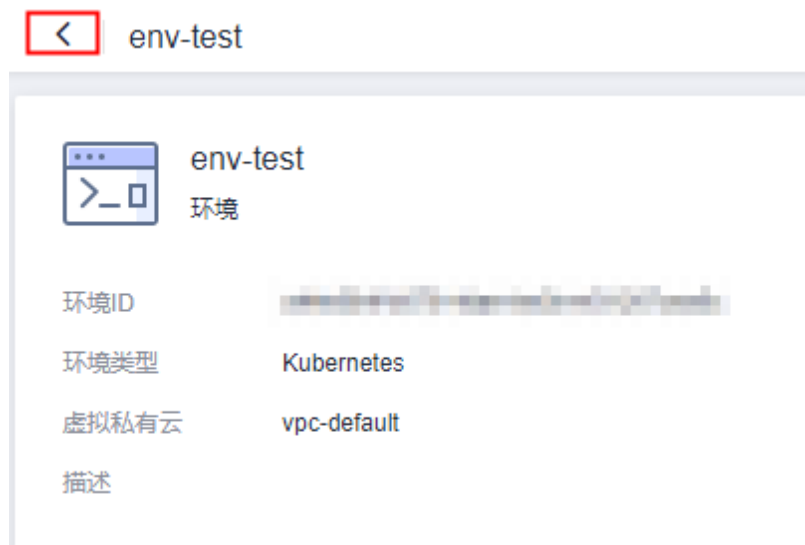 env-test
env-test
环境
环境ID
环境类型 Kubernetes
虚拟私有云 vpc-default
描述